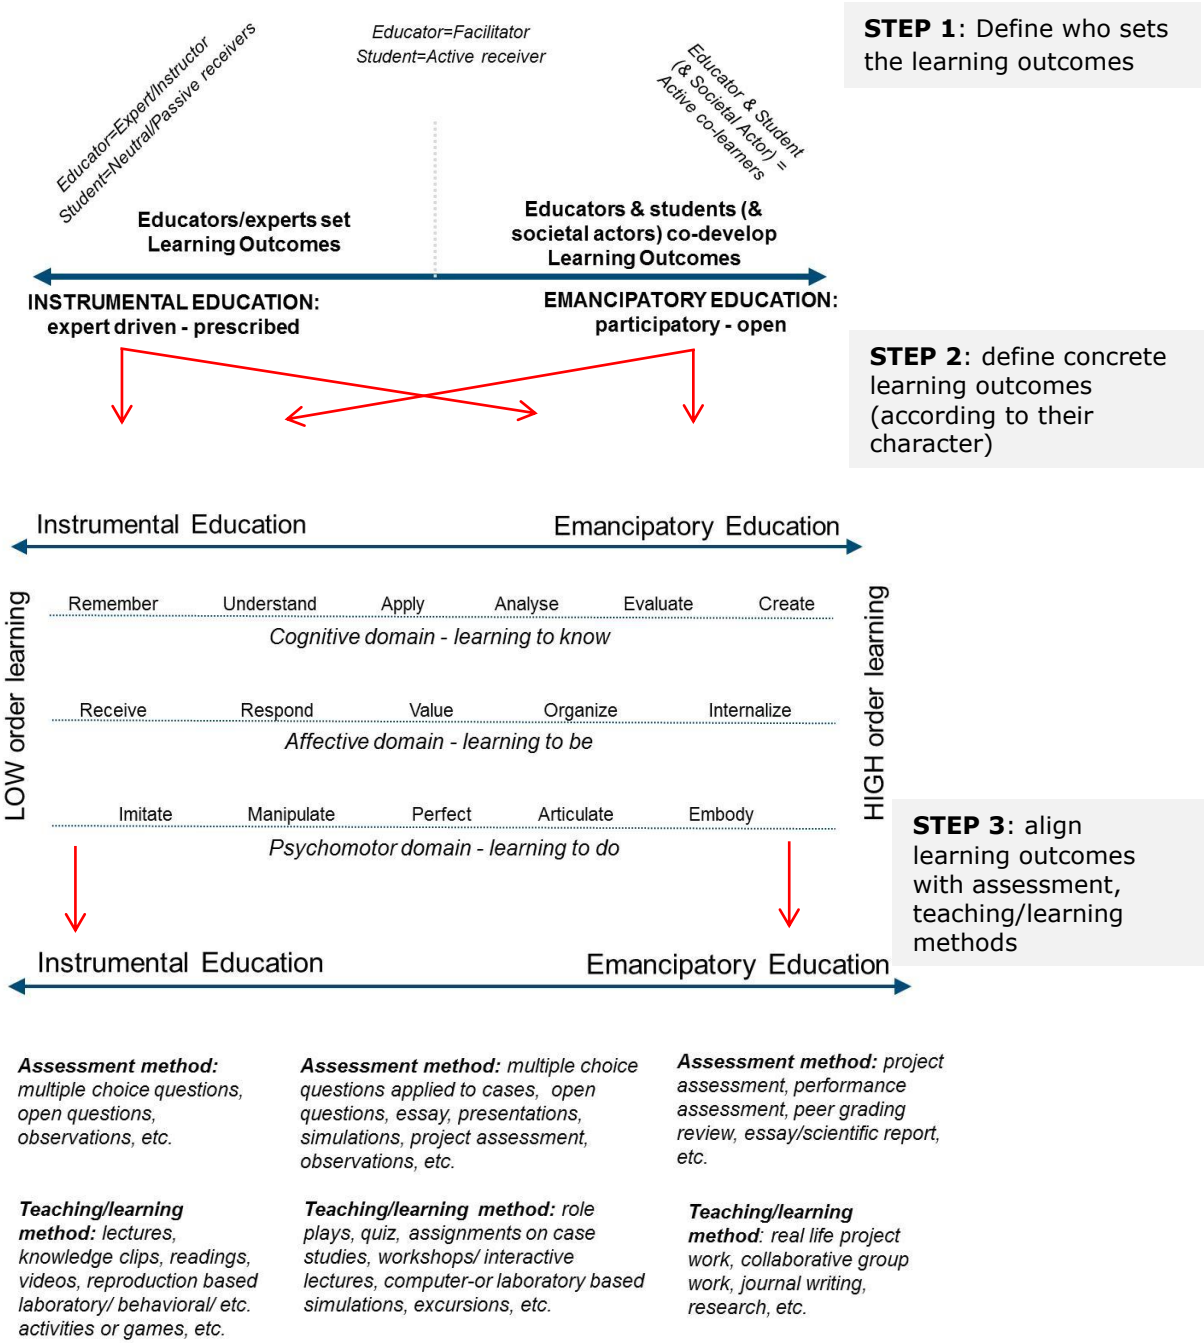 Educator=Expert/Instructor
Student=Neutral/Passive receivers
Educator=Facilitator
Student=Active receiver
Educator & Student
(& Societal Actor) =
Active co-learners
STEP 1: Define who sets
the learning outcomes
Educators/experts set
Learning Outcomes
Educators & students (&
societal actors) co-develop
Learning Outcomes
INSTRUMENTAL EDUCATION:
expert driven - prescribed
EMANCIPATORY EDUCATION:
participatory - open
STEP 2: define concrete
learning outcomes
(according to their
character)
Instrumental Education
Emancipatory Education
LOW order learning
HIGH order learning
Remember Understand Apply Analyse Evaluate Create
Cognitive domain - learning to know
Receive Respond Value Organize Internalize
Affective domain - learning to be
Imitate Manipulate Perfect Articulate Embody
Psychomotor domain - learning to do
STEP 3: align
learning outcomes
with assessment,
teaching/learning
methods
Instrumental Education
Emancipatory Education
Assessment method:
multiple choice questions,
open questions,
observations, etc.
Assessment method: multiple choice
questions applied to cases, open
questions, essay, presentations,
simulations, project assessment,
observations, etc.
Assessment method: project
assessment, performance
assessment, peer grading
review, essay/scientific report,
etc.
Teaching/learning
method: lectures,
knowledge clips, readings,
videos, reproduction based
laboratory/ behavioral/ etc.
activities or games, etc.
Teaching/learning method: role
plays, quiz, assignments on case
studies, workshops/ interactive
lectures, computer-or laboratory based
simulations, excursions, etc.
Teaching/learning
method: real life project
work, collaborative group
work, journal writing,
research, etc.